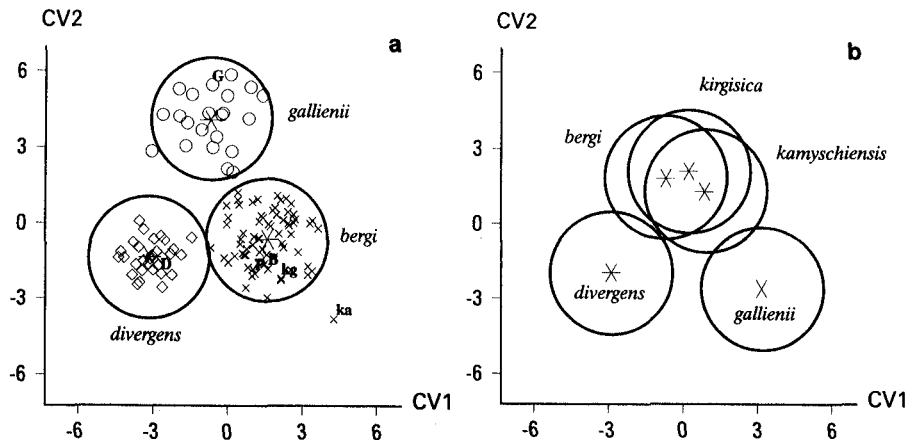 CV2
a
6
3
0
-3
-6
G
gallienii
bergi
B
kg
ka
D
divergens
-6 -3 0 3 6
CV1
CV2
b
6
3
0
-3
-6
kirgisica
bergi
kamyschiensis
divergens
gallienii
-6 -3 0 3 6
CV1